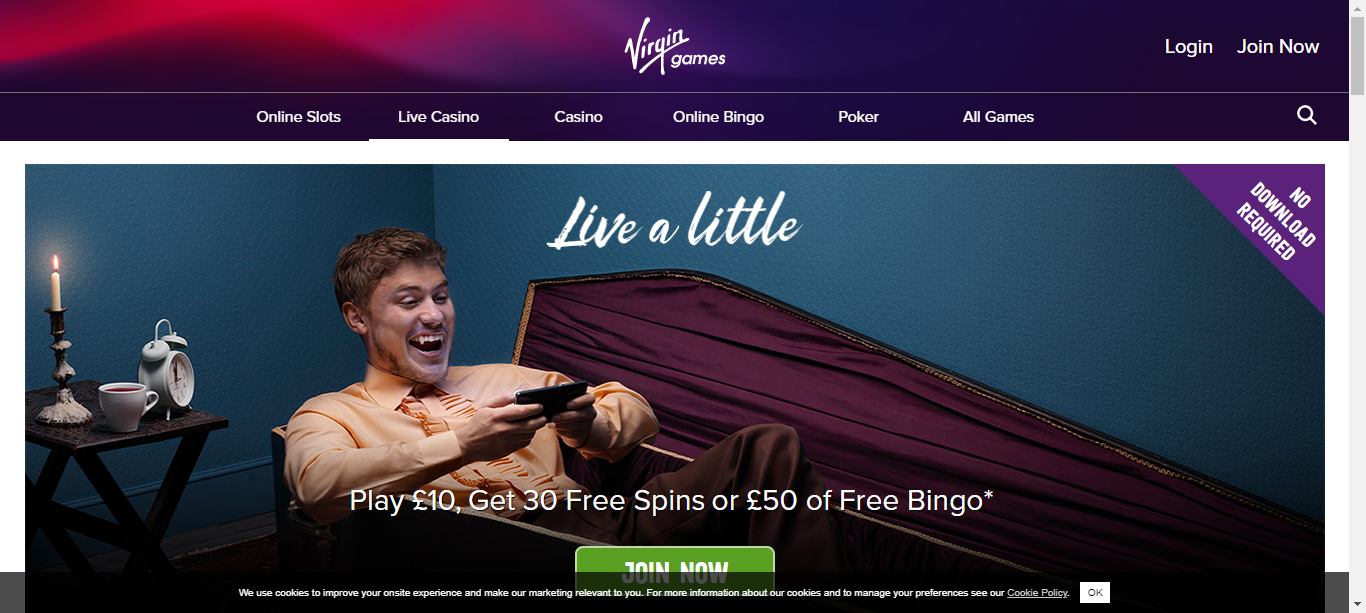 Virgin games
Login Join Now
Online Slots Live Casino Casino Online Bingo Poker All Games
NO DOWNLOAD REQUIRED
Live a little
Play £10, Get 30 Free Spins or £50 of Free Bingo*
JOIN NOW
We use cookies to improve your onsite experience and make our marketing relevant to you. For more information about our cookies and to manage your preferences see our Cookie Policy. OK